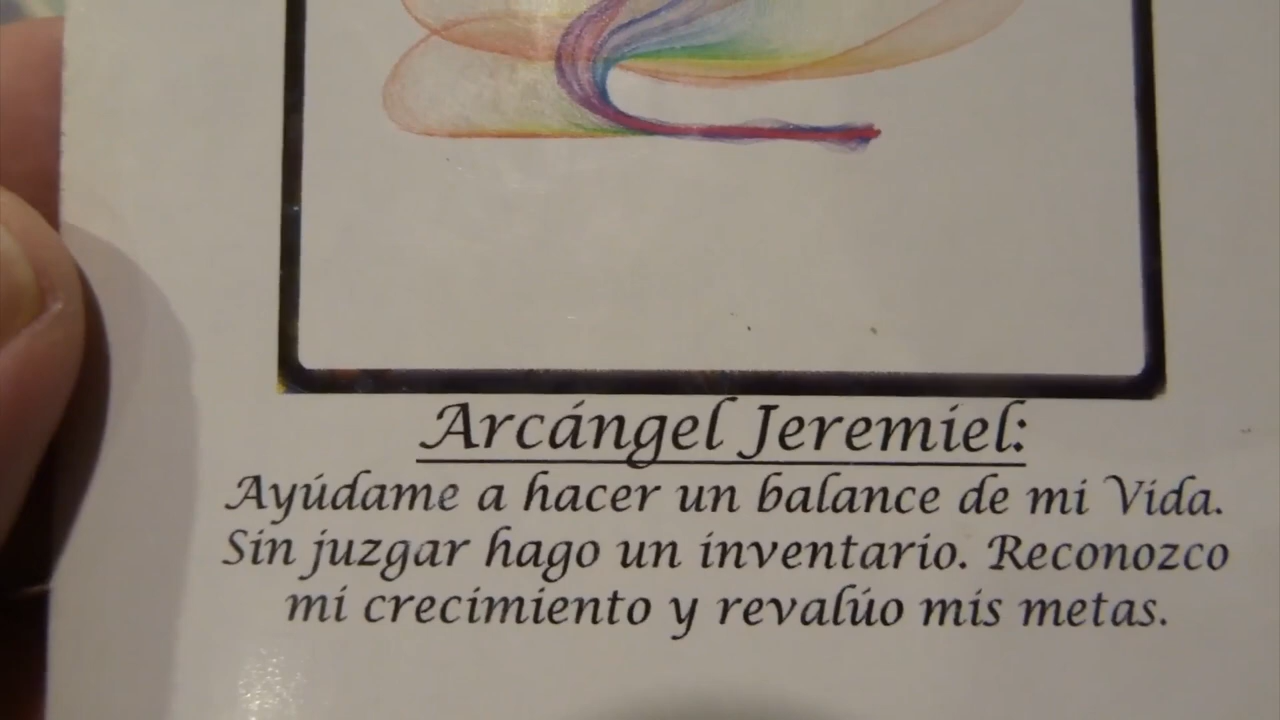 Arcángel Jeremiel:
Ayúdame a hacer un balance de mi Vida.
Sin juzgar hago un inventario. Reconozco
mi crecimiento y revalúo mis metas.